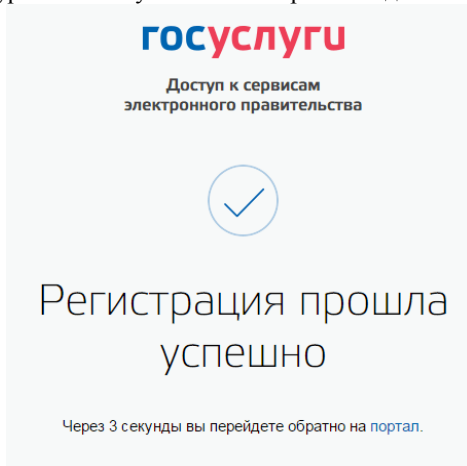 госуслуги
Доступ к сервисам
электронного правительства
Регистрация прошла
успешно
Через 3 секунды вы перейдете обратно на портал.